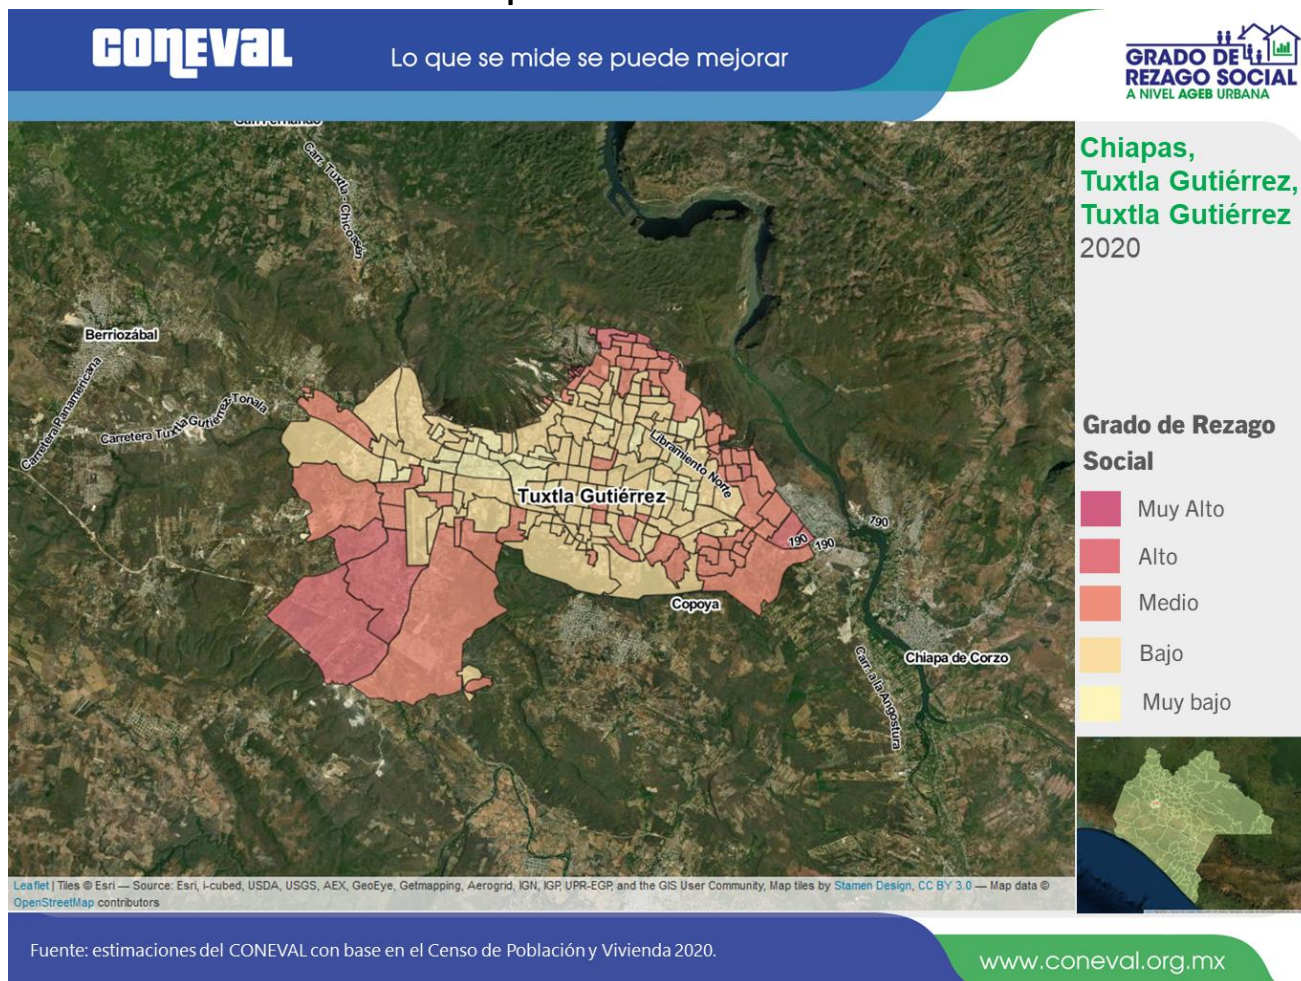 CONEVAL
Lo que se mide se puede mejorar
GRADO DE
REZAGO SOCIAL
A NIVEL AGEB URBANA
Chiapas,
Tuxtla Gutiérrez,
Tuxtla Gutiérrez
2020
San Fernando
Carr. Tuxtla - Chicoasén
Berriozábal
Carretera Panamericana
Carretera Tuxtla Gutiérrez-Tonala
Libramiento Norte
Tuxtla Gutiérrez
190
190
190
Copoya
Chiapa de Corzo
Carr. a la Angostura
Grado de Rezago
Social
Muy Alto
Alto
Medio
Bajo
Muy bajo
Leaflet | Tiles © Esri — Source: Esri, i-cubed, USDA, USGS, AEX, GeoEye, Getmapping, Aerogrid, IGN, IGP, UPR-EGP, and the GIS User Community, Map tiles by Stamen Design, CC BY 3.0 — Map data ©
OpenStreetMap contributors
Fuente: estimaciones del CONEVAL con base en el Censo de Población y Vivienda 2020.
www.coneval.org.mx